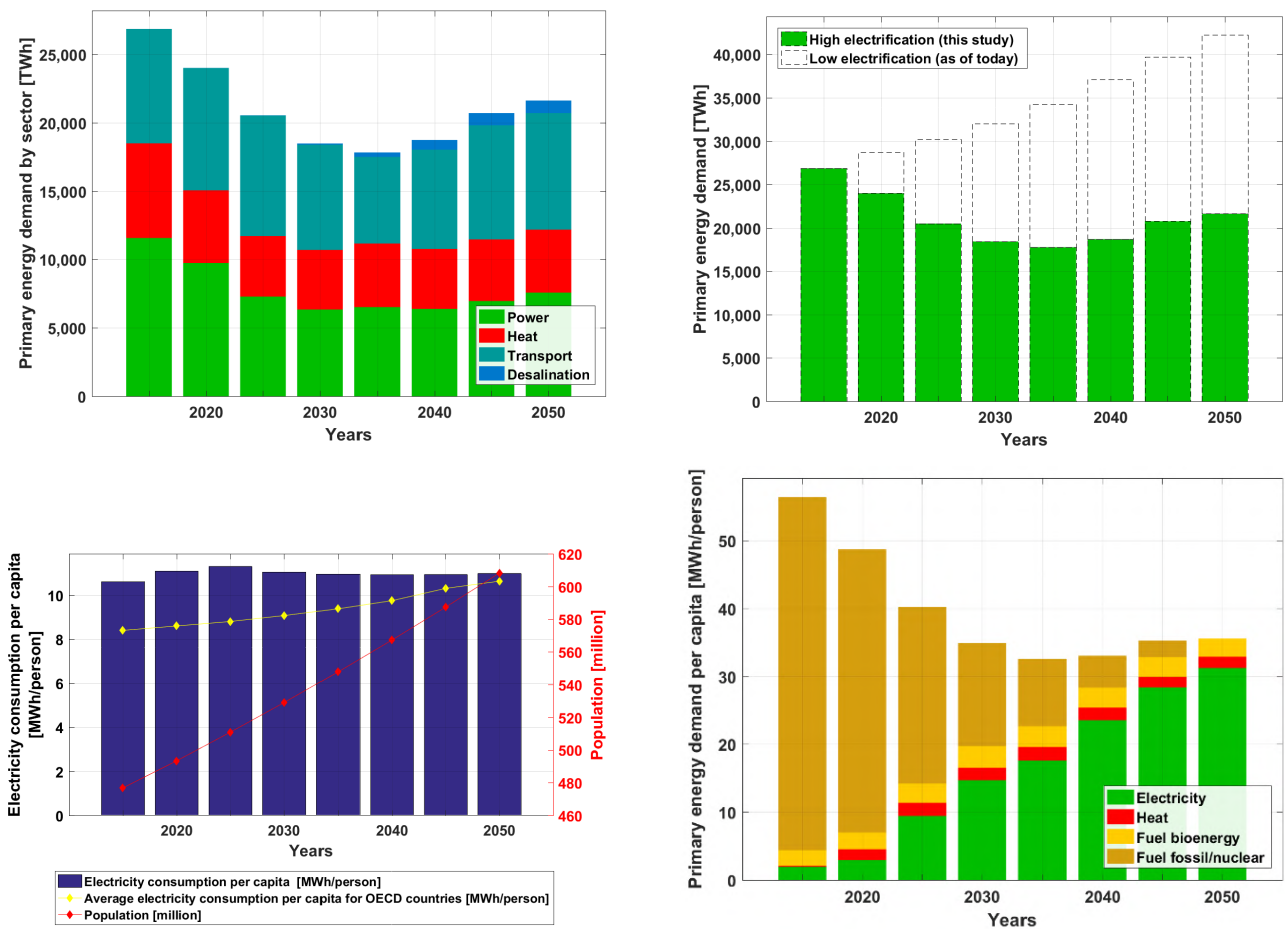 Primary energy demand by sector [TWh]
25,000
20,000
15,000
10,000
5,000
0
2020
2030
2040
2050
Years
Power
Heat
Transport
Desalination
Primary energy demand [TWh]
40,000
35,000
30,000
25,000
20,000
15,000
10,000
5,000
0
2020
2030
2040
2050
Years
High electrification (this study)
Low electrification (as of today)
Electricity consumption per capita
[MWh/person]
10
8
6
4
2
0
2020
2030
2040
2050
Years
620
600
580
560
540
520
500
480
460
Population [million]
Electricity consumption per capita [MWh/person]
Average electricity consumption per capita for OECD countries [MWh/person]
Population [million]
Primary energy demand per capita [MWh/person]
50
40
30
20
10
0
2020
2030
2040
2050
Years
Electricity
Heat
Fuel bioenergy
Fuel fossil/nuclear